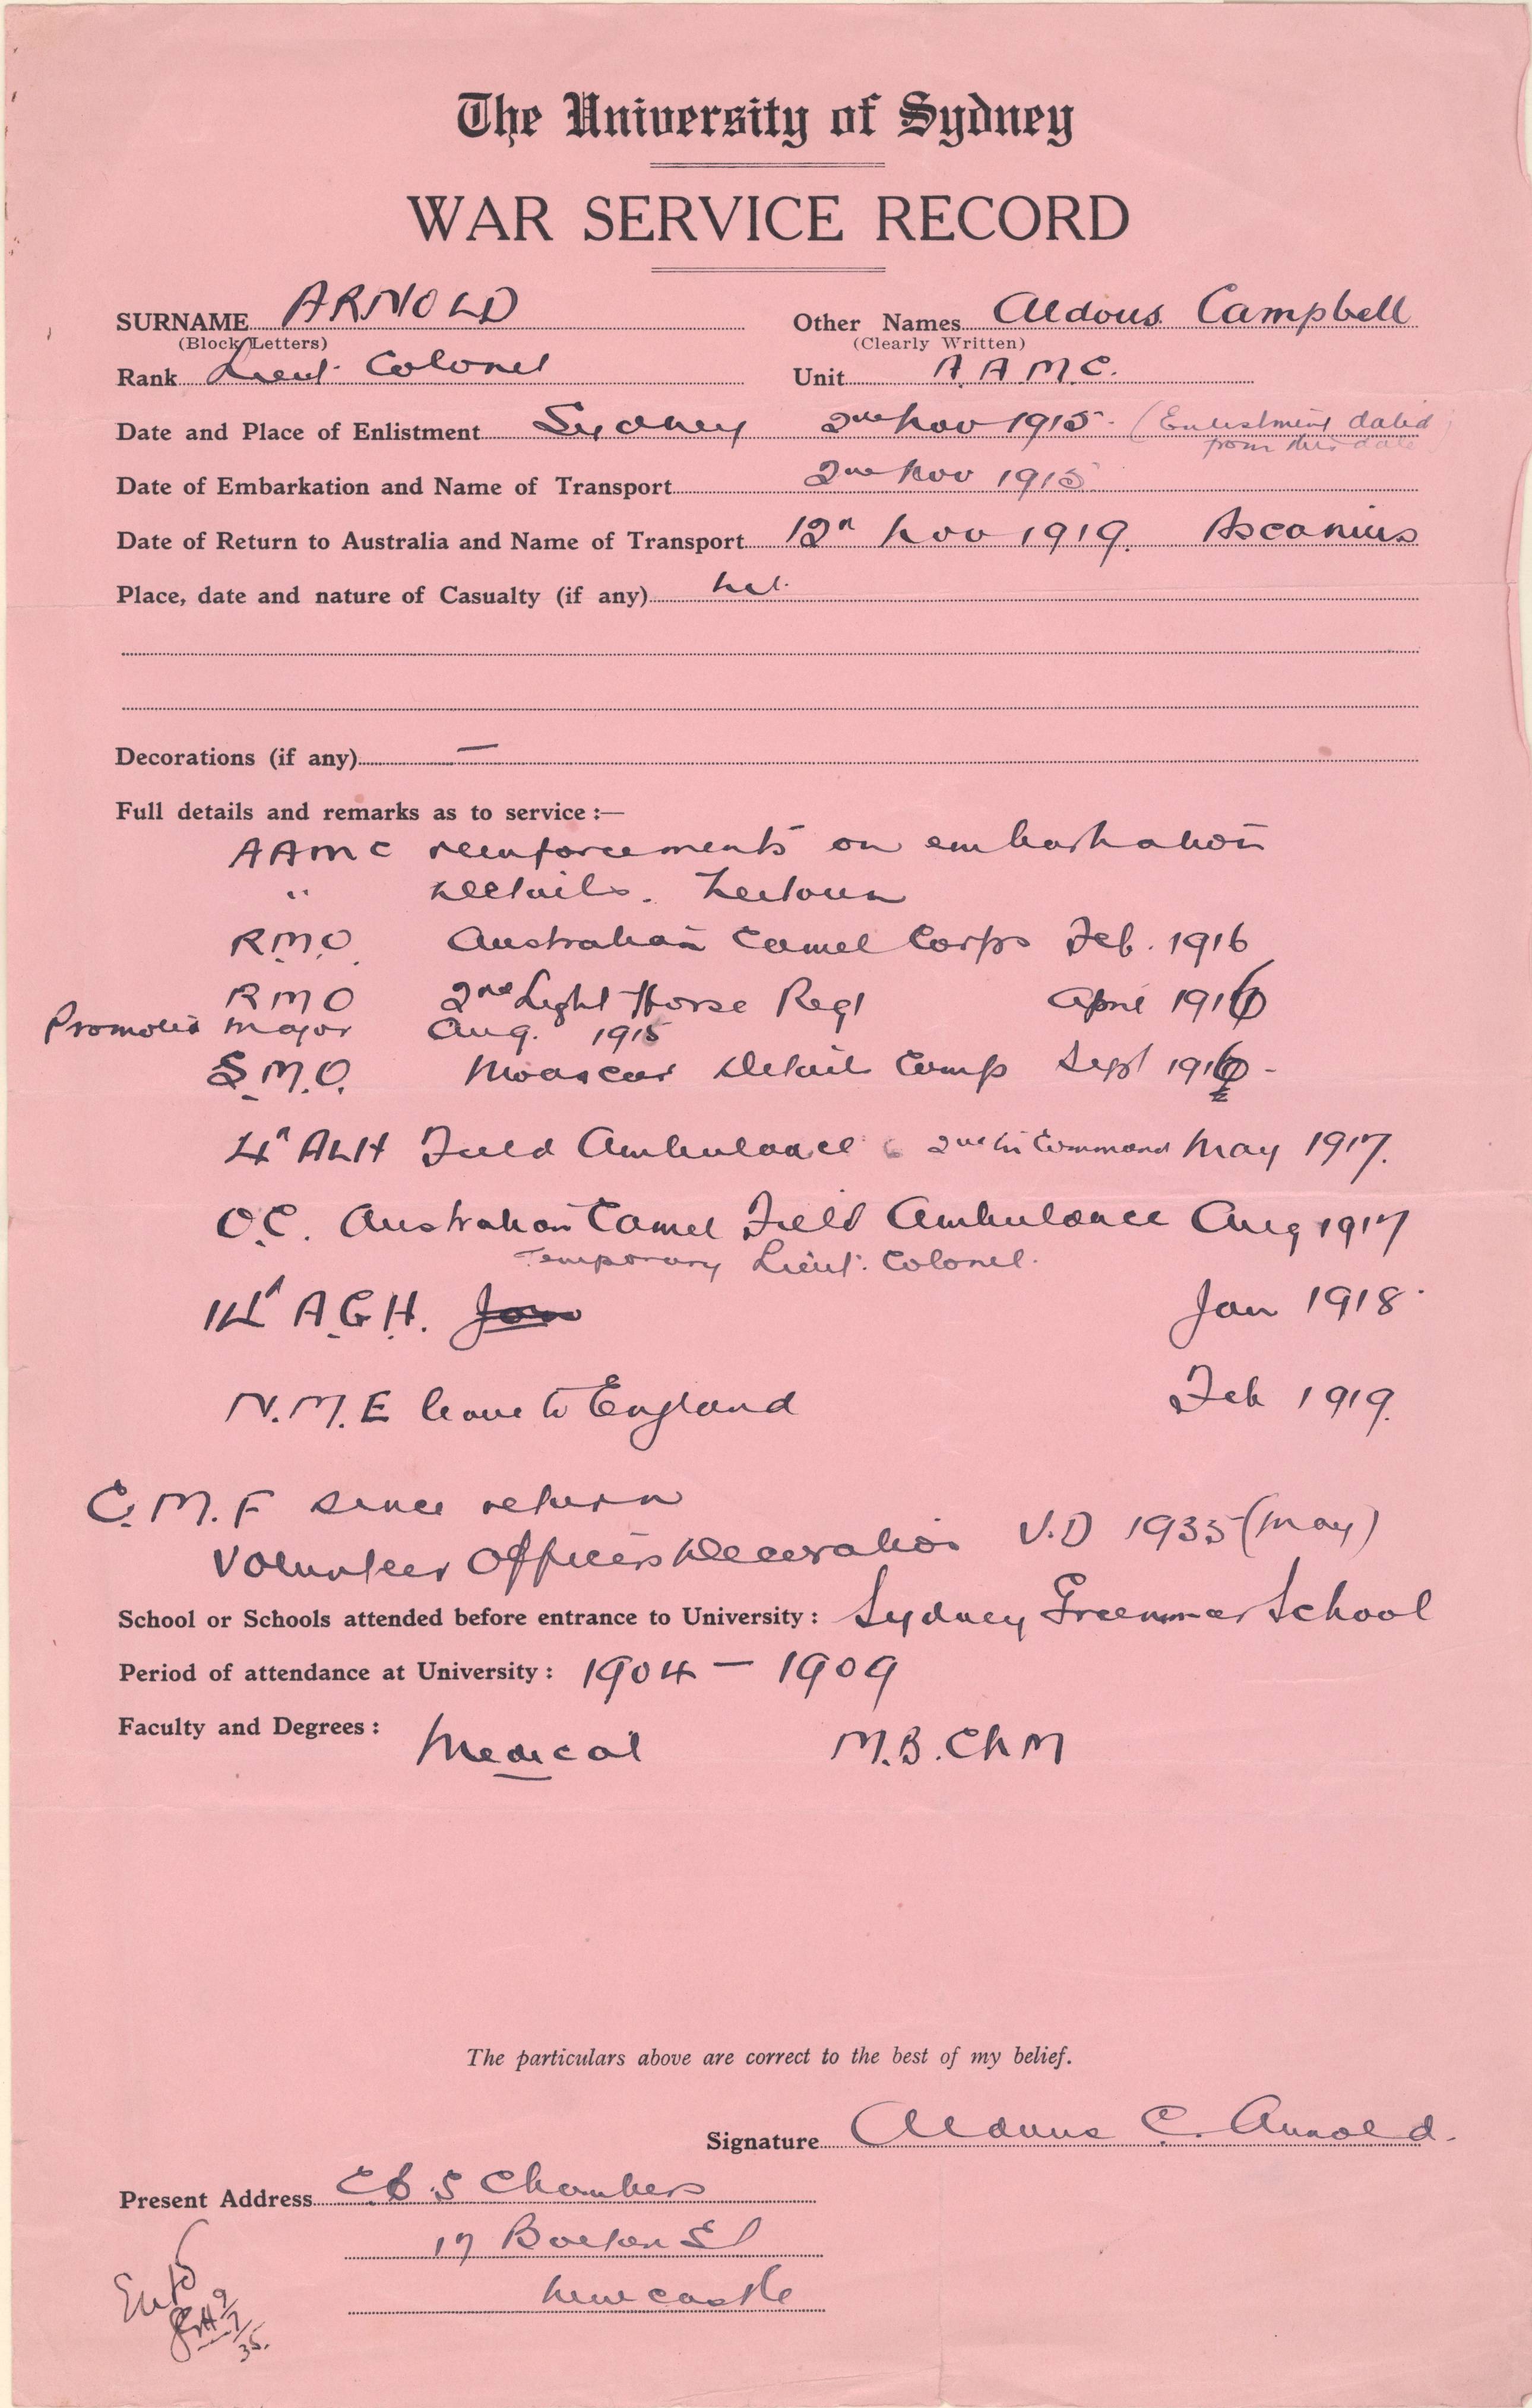 The University of Sydney
WAR SERVICE RECORD
SURNAME ARNOLD Other Names Aldous Campbell
(Block Letters) (Clearly Written)
Rank Lieut. Colonel Unit A.A.M.C.
Date and Place of Enlistment Sydney 2nd Nov 1915. (Enlistment dated
from this date)
Date of Embarkation and Name of Transport 2nd Nov 1915
Date of Return to Australia and Name of Transport 12th Nov 1919. Ascanius
Place, date and nature of Casualty (if any) nil.
Decorations (if any) —
Full details and remarks as to service :—
AAMC reinforcements on embarkation
" Details. Zeitoun
R.M.O. Australian Camel Corps Feb. 1916
RMO 2nd Light Horse Regt April 1916
Promoted Major Aug. 1915
S.M.O. Moascar Detail Camp Sept 1916 -
4th ALH Field Ambulance 2nd in Command May 1917.
O.C. Australian Camel Field Ambulance Aug 1917
Temporary Lieut. Colonel.
14th A.G.H. Jan Jan 1918.
N.M.E leave to England Feb 1919.
C.M.F since return
Volunteer Officers Decoration V.D 1935 (May)
School or Schools attended before entrance to University : Sydney Grammar School
Period of attendance at University : 1904 — 1909
Faculty and Degrees : Medical M.B. ChM
The particulars above are correct to the best of my belief.
Signature Aldous C. Arnold.
Present Address Chambers
17 Bolton St
Newcastle
9/7/35.